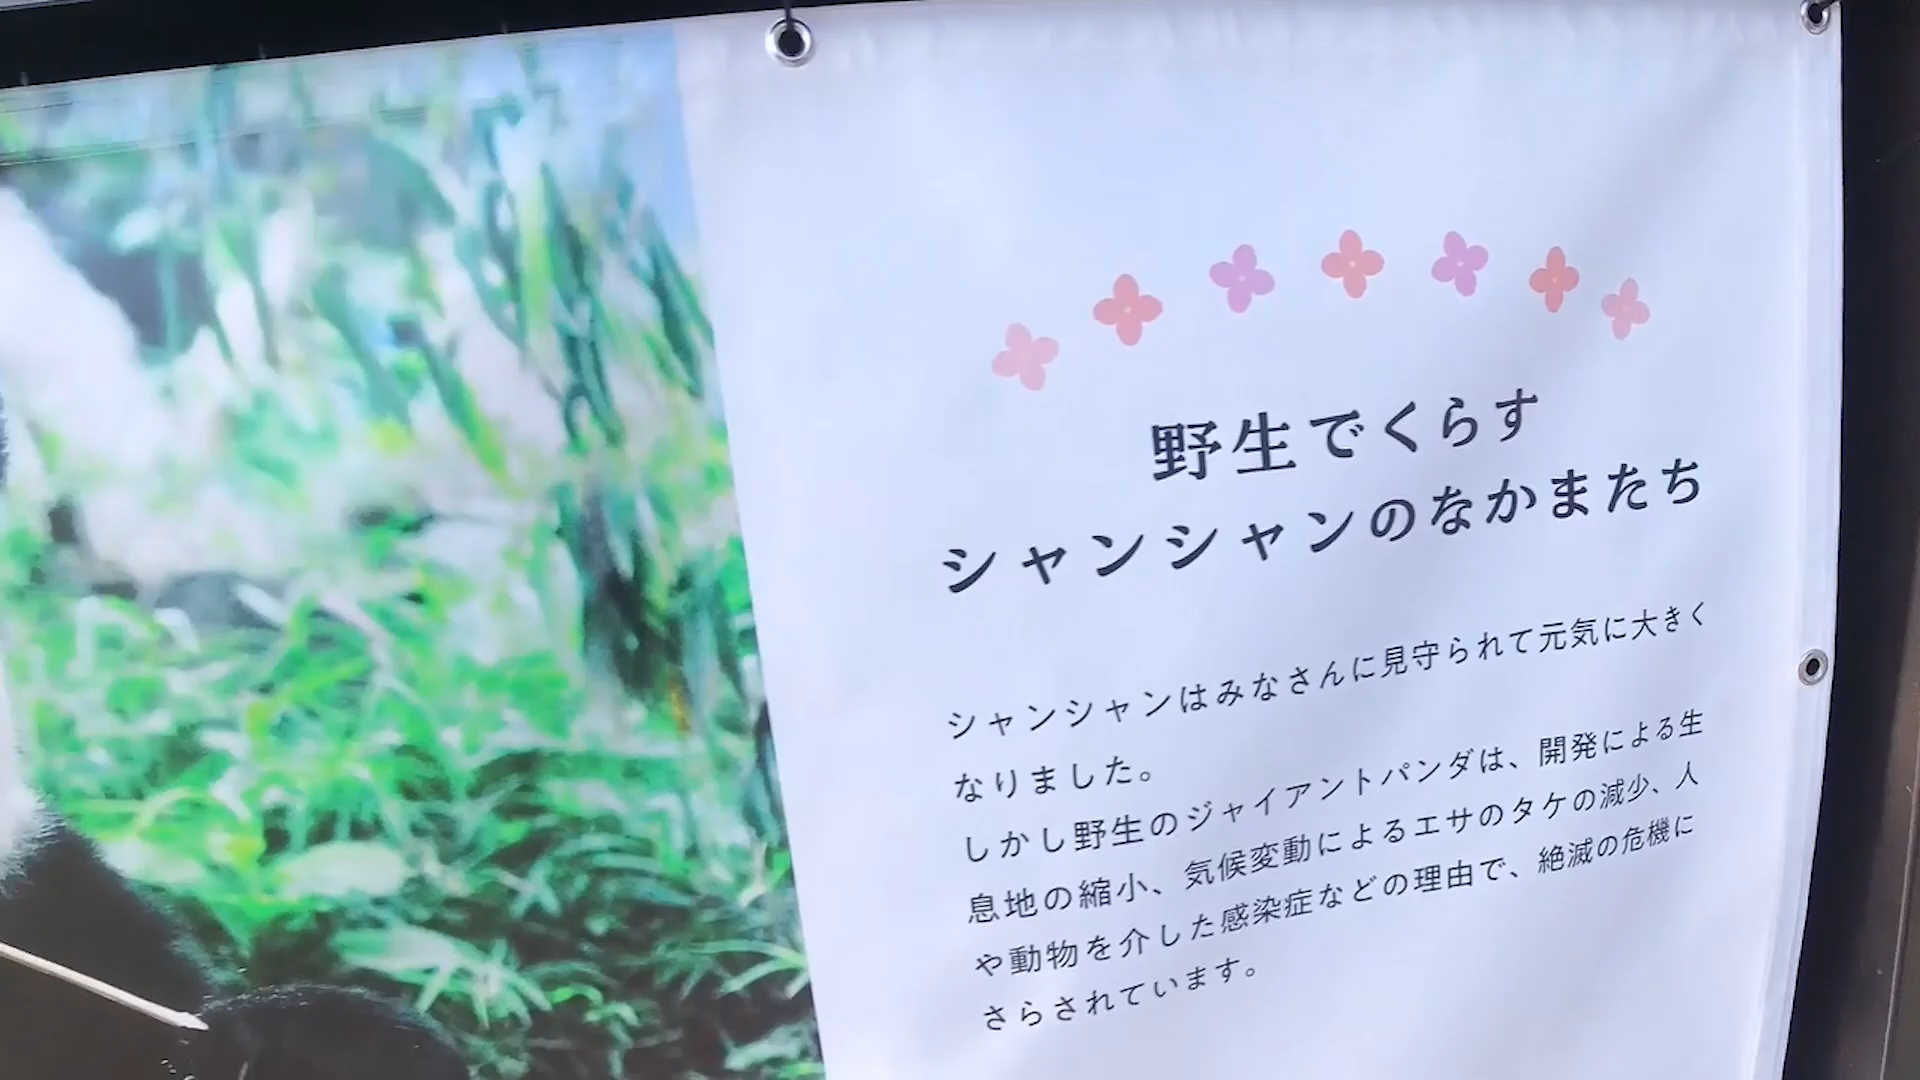 野生でくらす
シャンシャンのなかまたち
シャンシャンはみなさんに見守られて元気に大きく
なりました。
しかし野生のジャイアントパンダは、開発による生
息地の縮小、気候変動によるエサのタケの減少、人
や動物を介した感染症などの理由で、絶滅の危機に
さらされています。